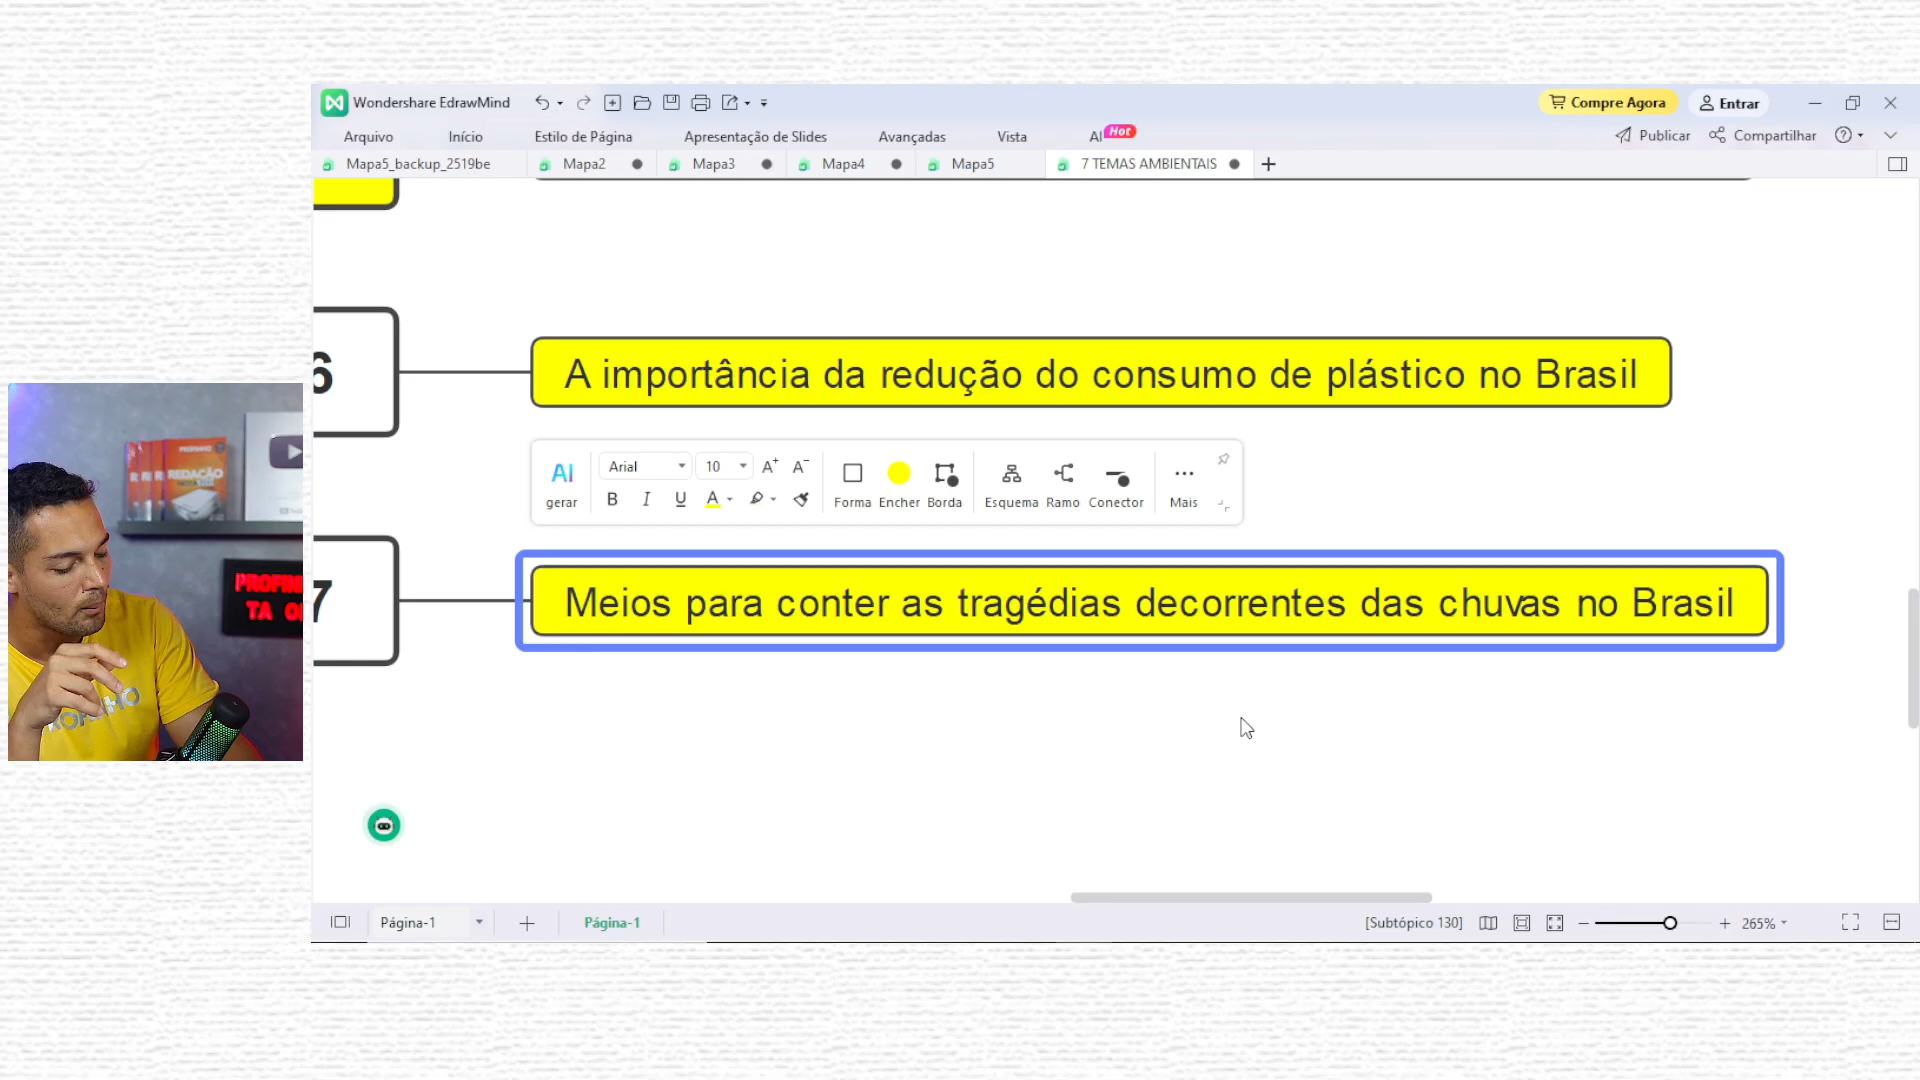 Wondershare EdrawMind
Compre Agora
Entrar
Arquivo
Início
Estilo de Página
Apresentação de Slides
Avançadas
Vista
AI
Hot
Publicar
Compartilhar
Mapa5_backup_2519be
Mapa2
Mapa3
Mapa4
Mapa5
7 TEMAS AMBIENTAIS
6
A importância da redução do consumo de plástico no Brasil
AI
gerar
Arial
10
A+
A-
B
I
U
A
Forma
Encher
Borda
Esquema
Ramo
Conector
Mais
7
Meios para conter as tragédias decorrentes das chuvas no Brasil
REDAÇÃO
TA
Página-1
Página-1
[Subtópico 130]
265%